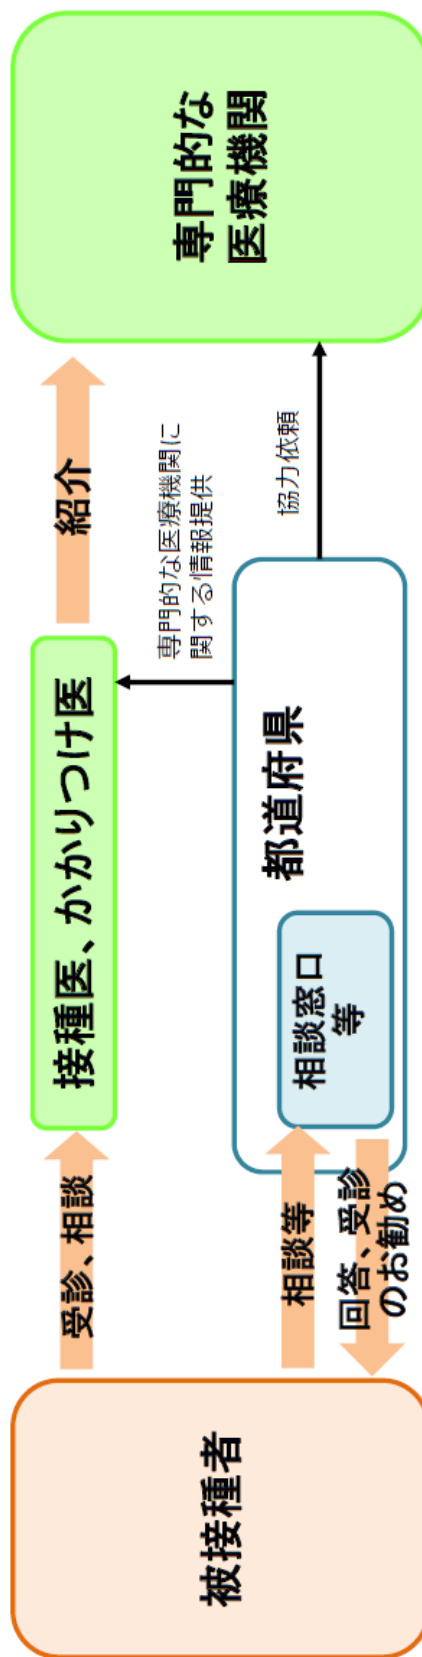 被接種者
受診、相談
接種医、かかりつけ医
紹介
専門的な
医療機関
専門的な医療機関に
関する情報提供
相談等
回答、受診
のお勧め
相談窓口
等
都道府県
協力依頼